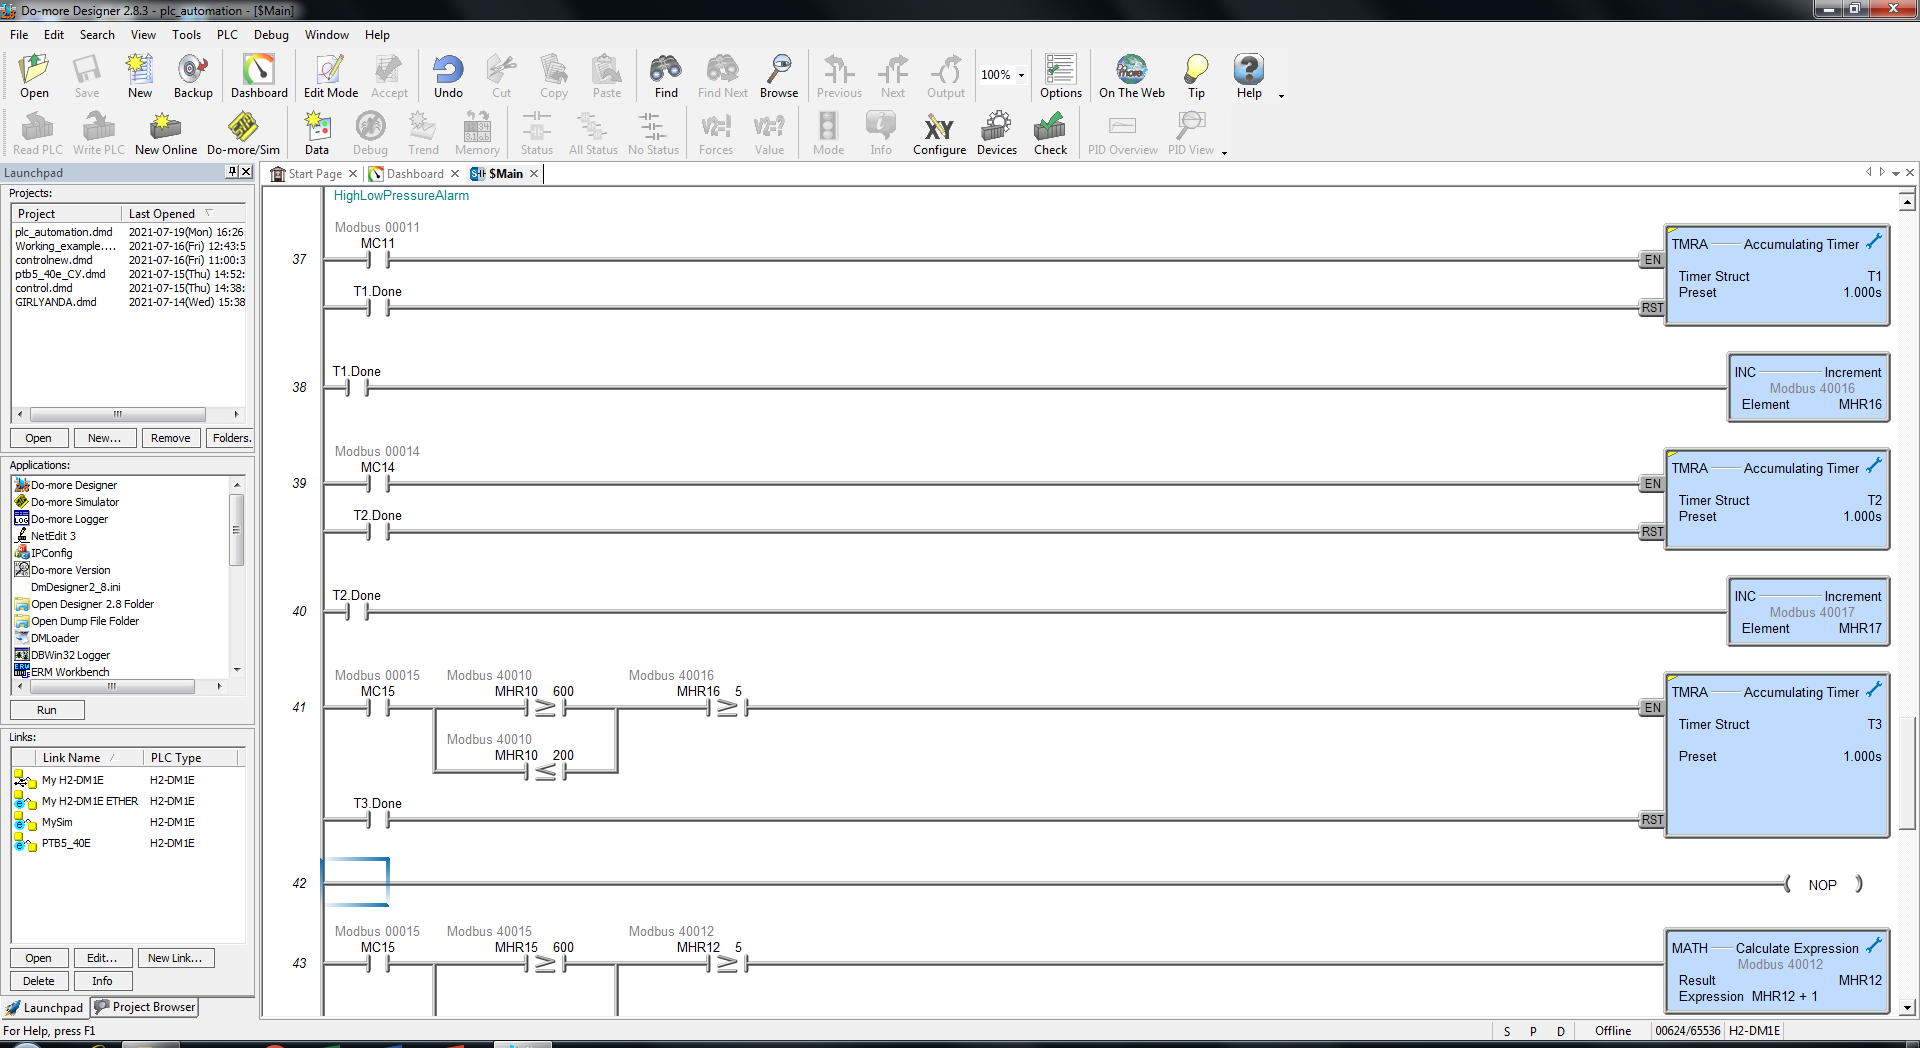 Do-more Designer 2.8.3 - plc_automation - [$Main]
File Edit Search View Tools PLC Debug Window Help
Open Save New Backup Dashboard Edit Mode Accept Undo Cut Copy Paste Find Find Next Browse Previous Next Output 100% Options On The Web Tip Help
Read PLC Write PLC New Online Do-more/Sim Data Debug Trend Memory Status All Status No Status Forces Value Mode Info Configure Devices Check PID Overview PID View
Launchpad
Start Page Dashboard $Main
Projects:
Project Last Opened
plc_automation.dmd 2021-07-19(Mon) 16:26
Working_example.... 2021-07-16(Fri) 12:43:5
controlnew.dmd 2021-07-16(Fri) 11:00:3
ptb5_40e_CY.dmd 2021-07-15(Thu) 14:52:
control.dmd 2021-07-15(Thu) 14:38:
GIRLYANDA.dmd 2021-07-14(Wed) 15:38
Open New... Remove Folders.
Applications:
Do-more Designer
Do-more Simulator
Do-more Logger
NetEdit 3
IPConfig
Do-more Version
DmDesigner2_8.ini
Open Designer 2.8 Folder
Open Dump File Folder
DMLoader
DBWin32 Logger
ERM Workbench
Run
Links:
Link Name PLC Type
My H2-DM1E H2-DM1E
My H2-DM1E ETHER H2-DM1E
MySim H2-DM1E
PTB5_40E H2-DM1E
Open Edit... New Link...
Delete Info
Launchpad Project Browser
HighLowPressureAlarm
Modbus 00011
MC11
37
EN TMRA Accumulating Timer
Timer Struct T1
Preset 1.000s
T1.Done
RST
T1.Done
38
INC Increment
Modbus 40016
Element MHR16
Modbus 00014
MC14
39
EN TMRA Accumulating Timer
Timer Struct T2
Preset 1.000s
T2.Done
RST
T2.Done
40
INC Increment
Modbus 40017
Element MHR17
Modbus 00015 Modbus 40010 Modbus 40016
MC15 MHR10 600 MHR16 5
41 ≥ ≥
EN TMRA Accumulating Timer
Timer Struct T3
Preset 1.000s
Modbus 40010
MHR10 200
≤
T3.Done
RST
42 NOP
Modbus 00015 Modbus 40015 Modbus 40012
MC15 MHR15 600 MHR12 5
43 ≥ ≥
MATH Calculate Expression
Modbus 40012
Result MHR12
Expression MHR12 + 1
For Help, press F1 S P D Offline 00624/65536 H2-DM1E